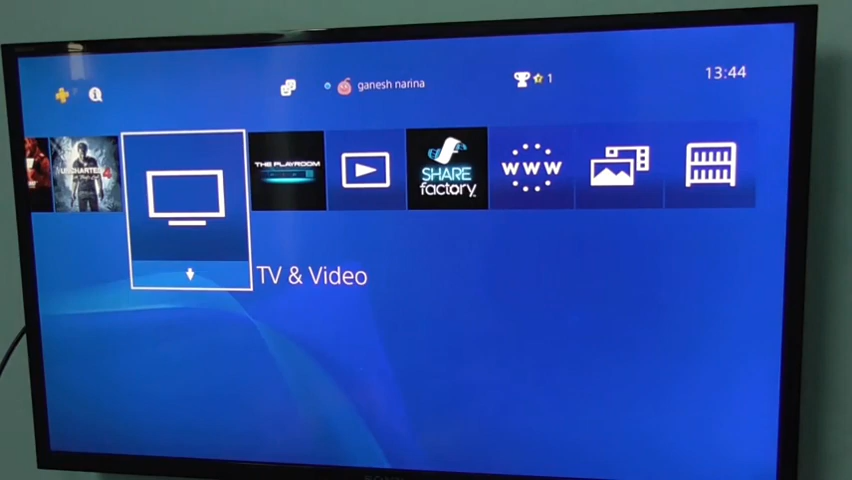 ganesh narina
1
13:44
UNCHARTED 4
THE PLAYROOM
SHARE
factory
WWW
TV & Video